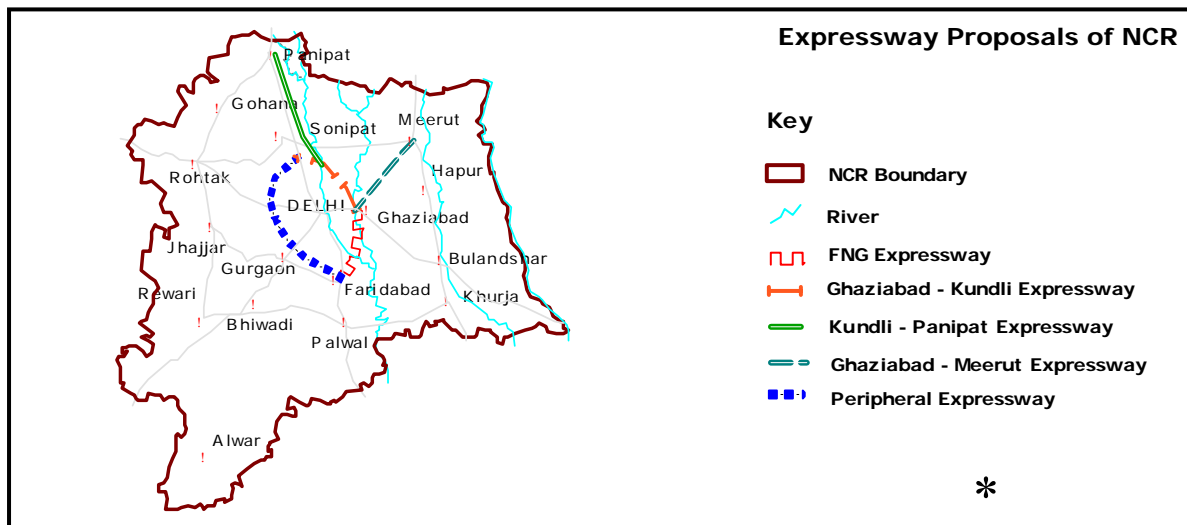 Expressway Proposals of NCR
Panipat
Gohana
Sonipat
Meerut
Rohtak
Hapur
DELHI
Ghaziabad
Jhajjar
Gurgaon
Bulandshar
Rewari
Faridabad
Khurja
Bhiwadi
Palwal
Alwar
Key
NCR Boundary
River
FNG Expressway
Ghaziabad - Kundli Expressway
Kundli - Panipat Expressway
Ghaziabad - Meerut Expressway
Peripheral Expressway
*